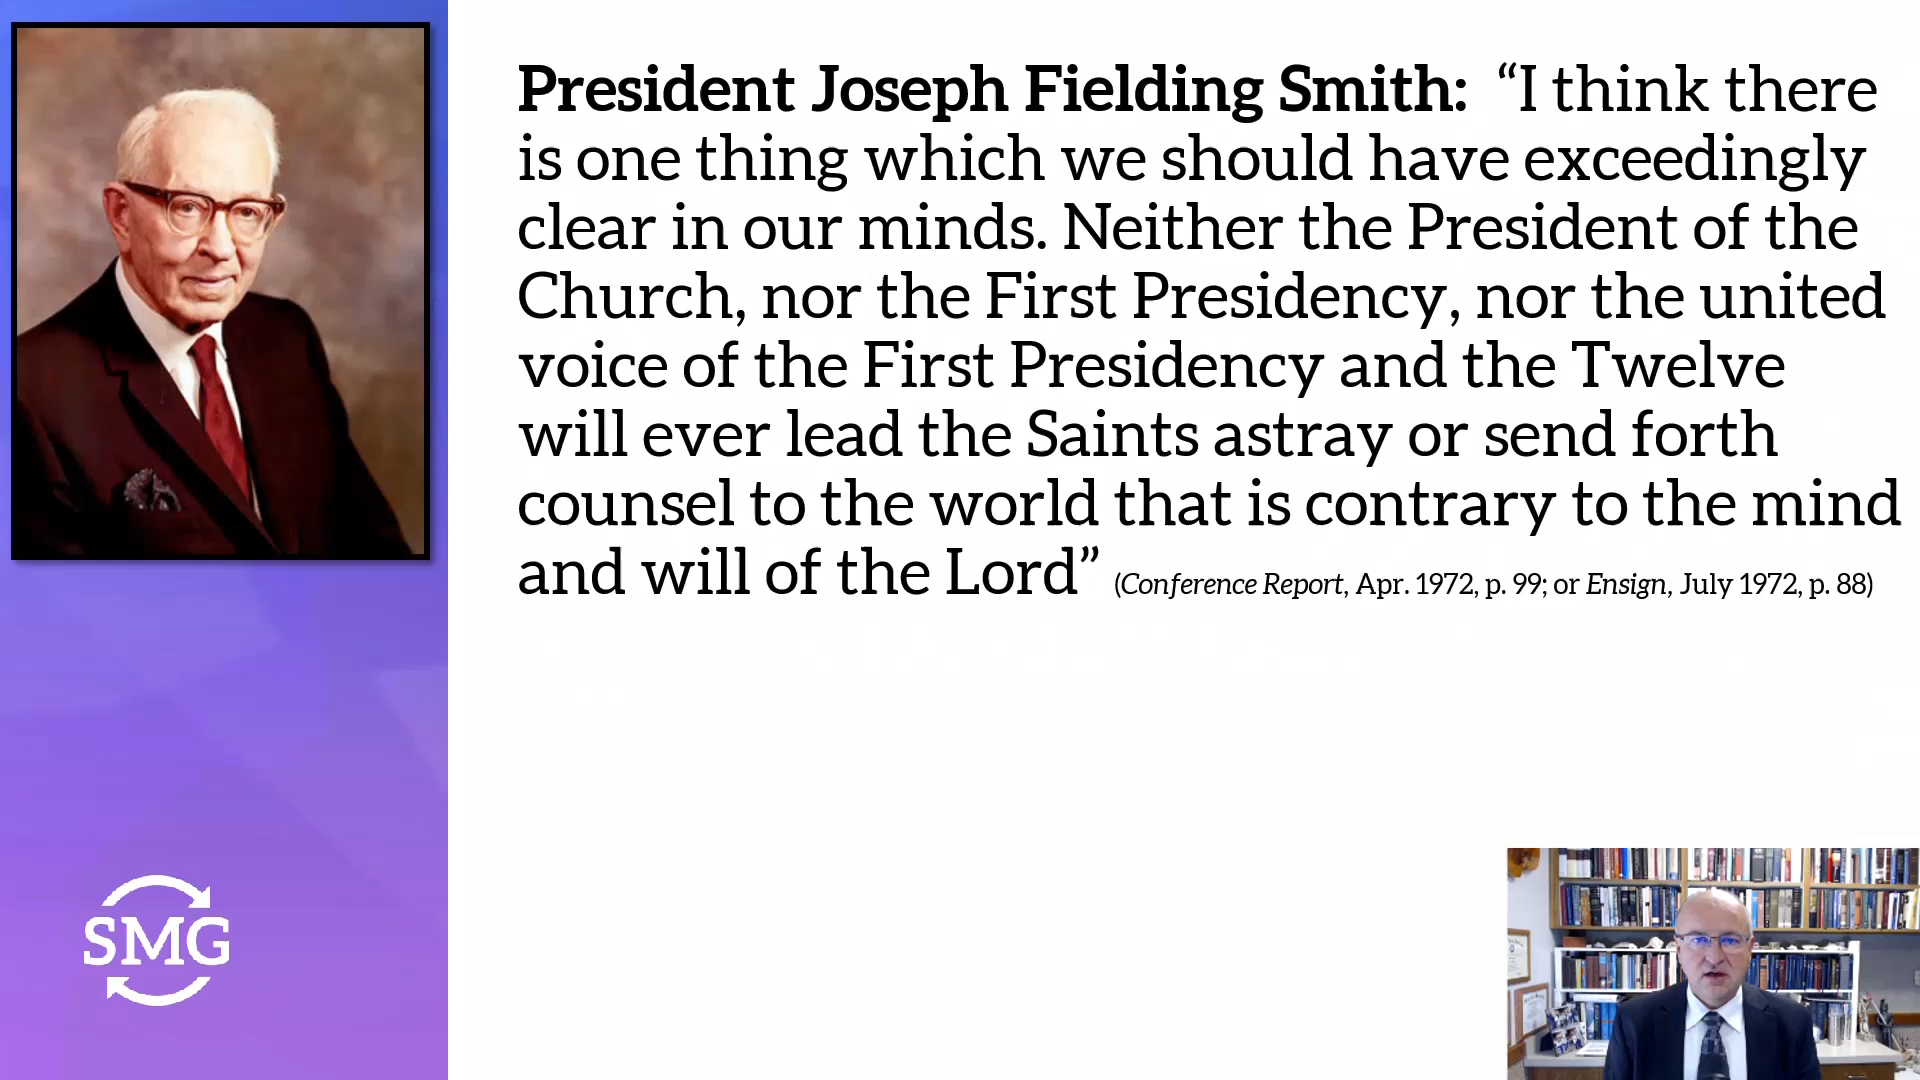 President Joseph Fielding Smith: “I think there
is one thing which we should have exceedingly
clear in our minds. Neither the President of the
Church, nor the First Presidency, nor the united
voice of the First Presidency and the Twelve
will ever lead the Saints astray or send forth
counsel to the world that is contrary to the mind
and will of the Lord” (Conference Report, Apr. 1972, p. 99; or Ensign, July 1972, p. 88)
SMG